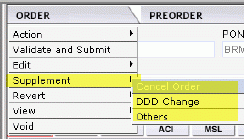 ORDER
PREORDER
Action
PON
Validate and Submit
BRM
Edit
Supplement
Cancel Order
Revert
DDD Change
View
Others
Void
ACI
MSL